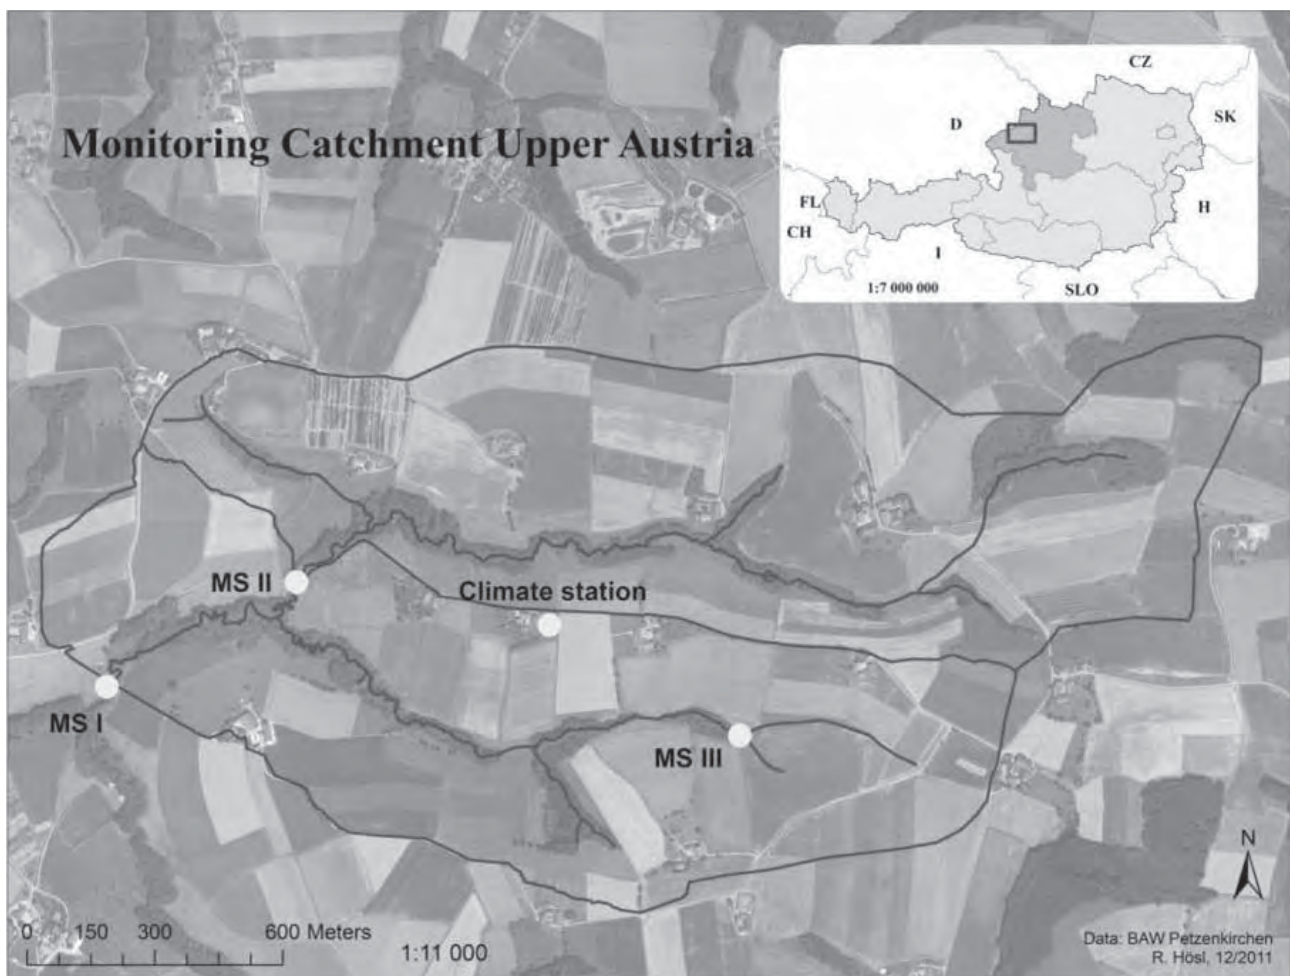 CZ
D
SK
Monitoring Catchment Upper Austria
FL
H
CH
I
1:7 000 000
SLO
MS II
Climate station
MS I
MS III
N
0 150 300 600 Meters
1:11 000
Data: BAW Petzenkirchen
R. Hösl, 12/2011